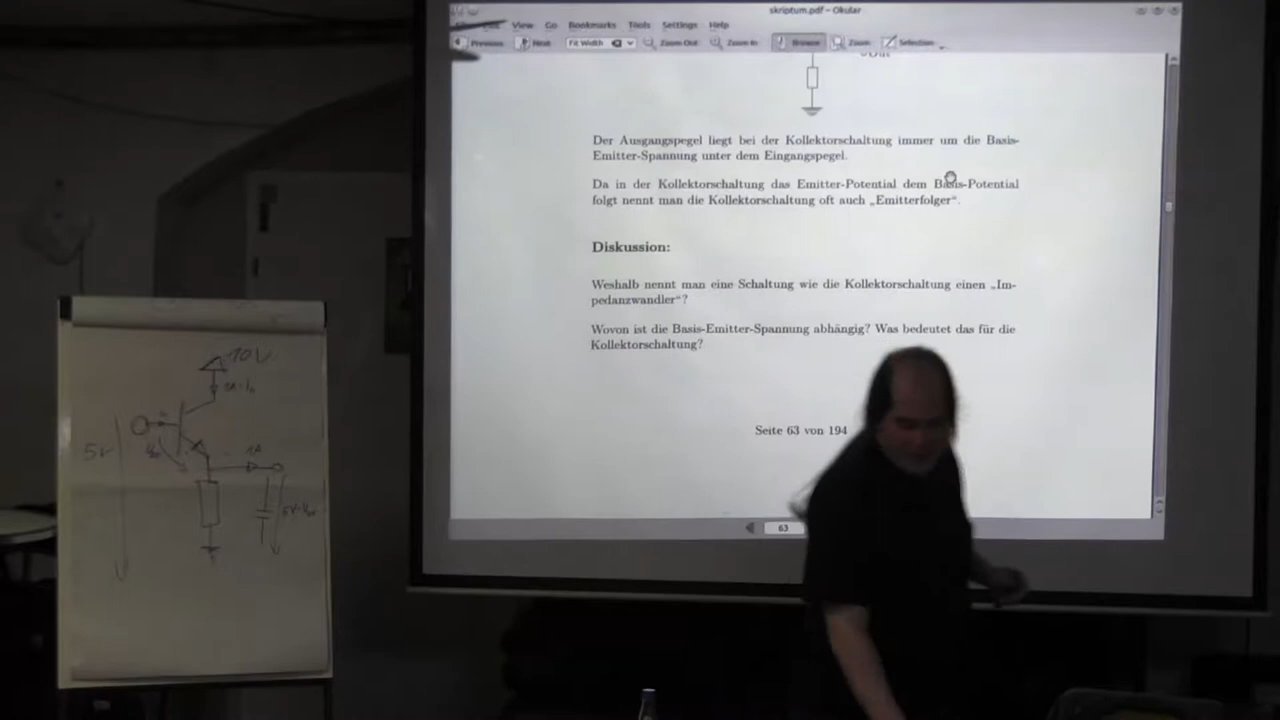 skriptum.pdf – Okular
View Go Bookmarks Tools Settings Help
Previous Next Fit Width Zoom Out Zoom In Browse Zoom Selection
Der Ausgangspegel liegt bei der Kollektorschaltung immer um die Basis-
Emitter-Spannung unter dem Eingangspegel.
Da in der Kollektorschaltung das Emitter-Potential dem Basis-Potential
folgt nennt man die Kollektorschaltung oft auch „Emitterfolger“.
Diskussion:
Weshalb nennt man eine Schaltung wie die Kollektorschaltung einen „Im-
pedanzwandler“?
Wovon ist die Basis-Emitter-Spannung abhängig? Was bedeutet das für die
Kollektorschaltung?
Seite 63 von 194
63
10V
5V
1A